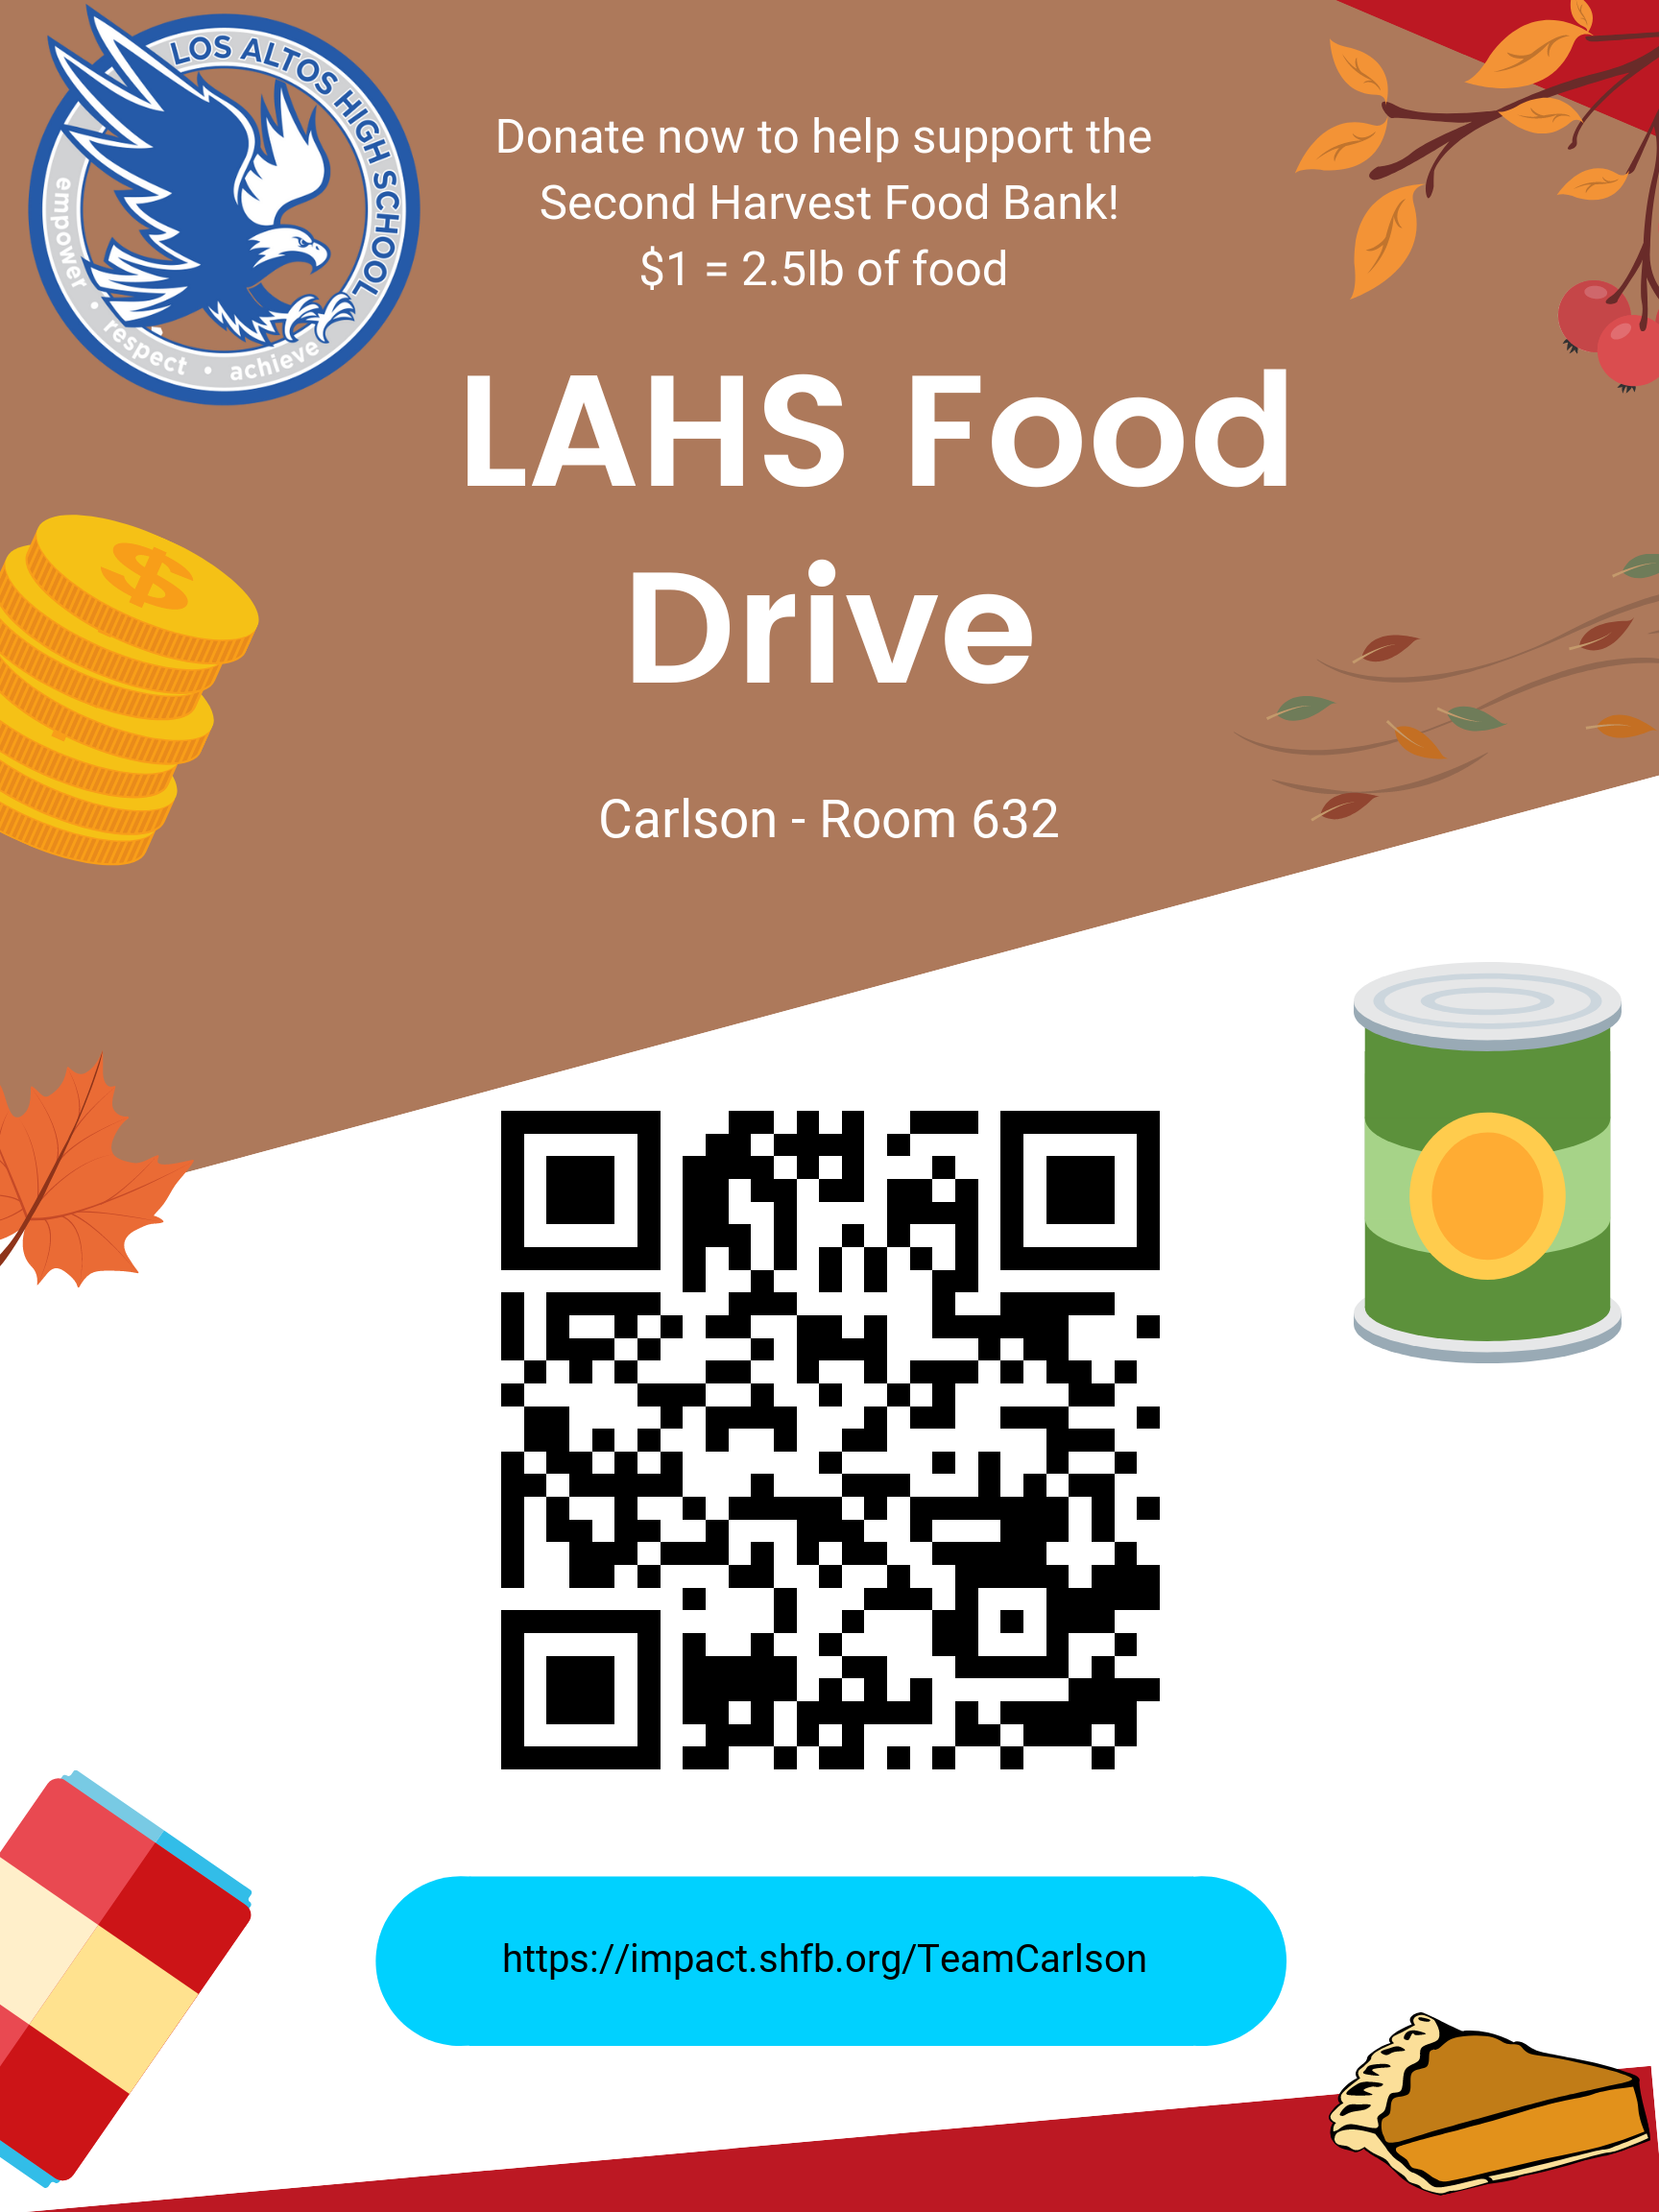 LOS ALTOS HIGH SCHOOL
empower • respect • achieve
Donate now to help support the
Second Harvest Food Bank!
$1 = 2.5lb of food
LAHS Food
Drive
$
Carlson - Room 632
https://impact.shfb.org/TeamCarlson